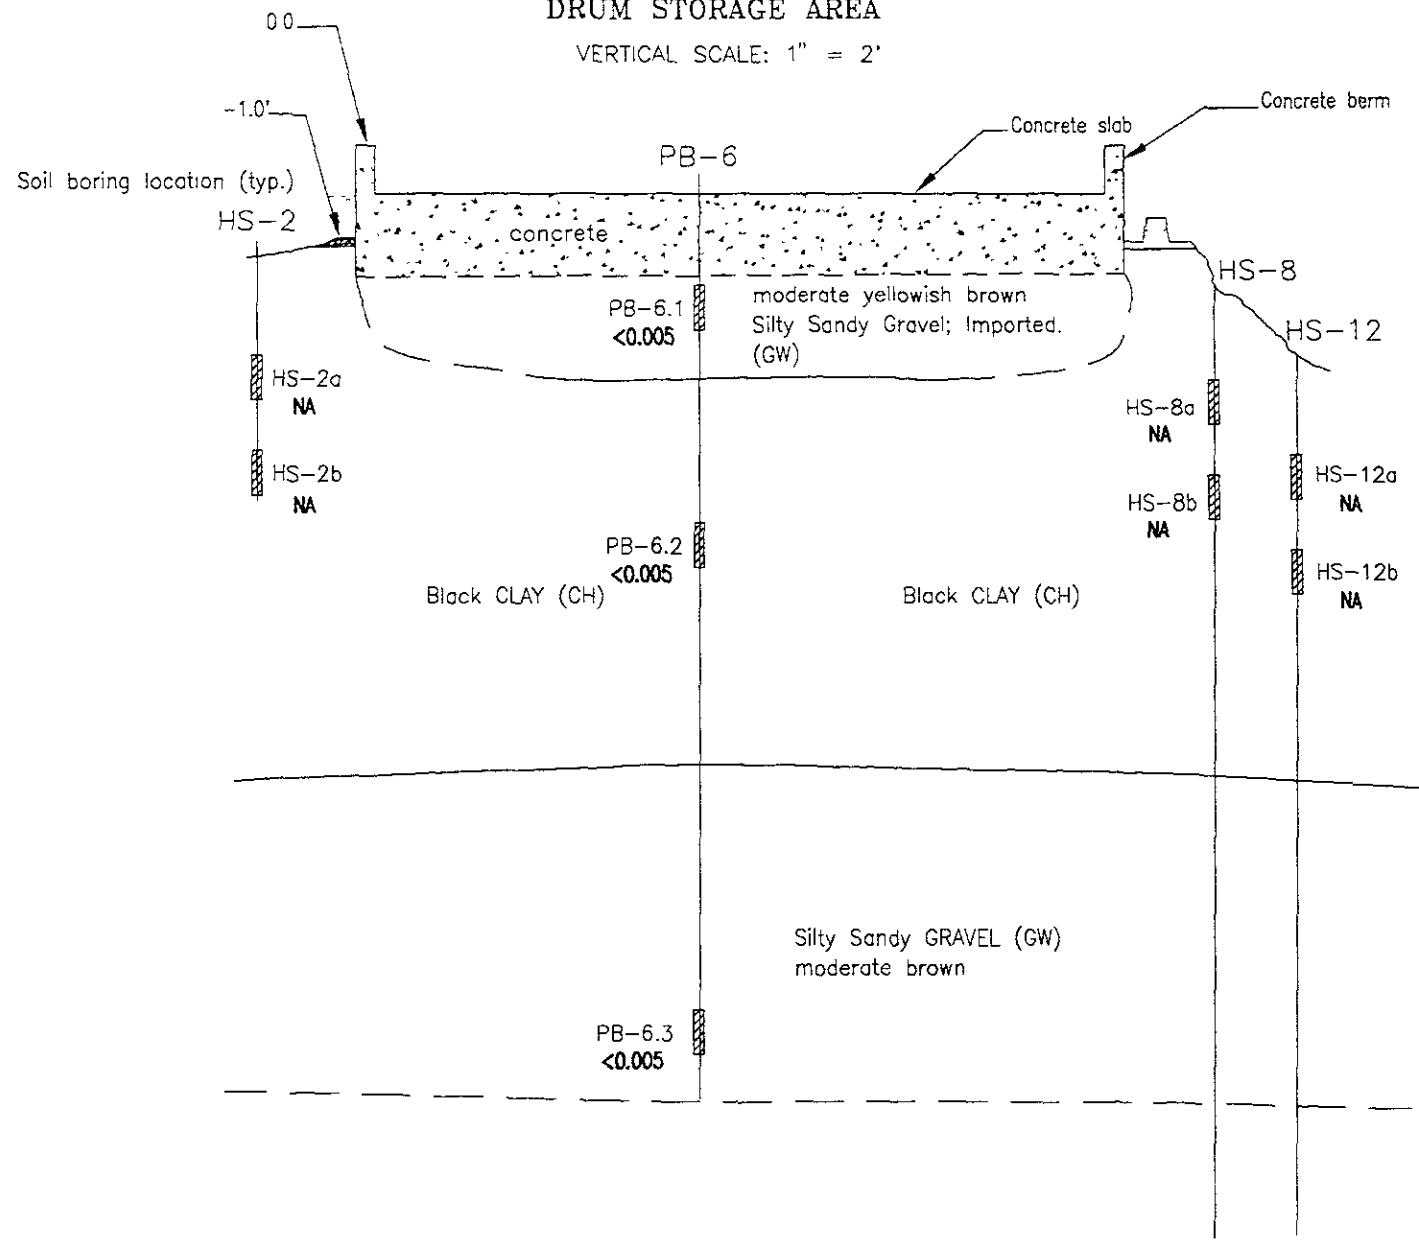 DRUM STORAGE AREA
VERTICAL SCALE: 1" = 2'
0 0
-1.0'
Soil boring location (typ.)
HS-2
PB-6
Concrete slab
Concrete berm
concrete
HS-8
HS-12
PB-6.1
<0.005
moderate yellowish brown
Silty Sandy Gravel; Imported.
(GW)
HS-2a
NA
HS-2b
NA
HS-8a
NA
HS-8b
NA
HS-12a
NA
HS-12b
NA
PB-6.2
<0.005
Black CLAY (CH)
Black CLAY (CH)
Silty Sandy GRAVEL (GW)
moderate brown
PB-6.3
<0.005